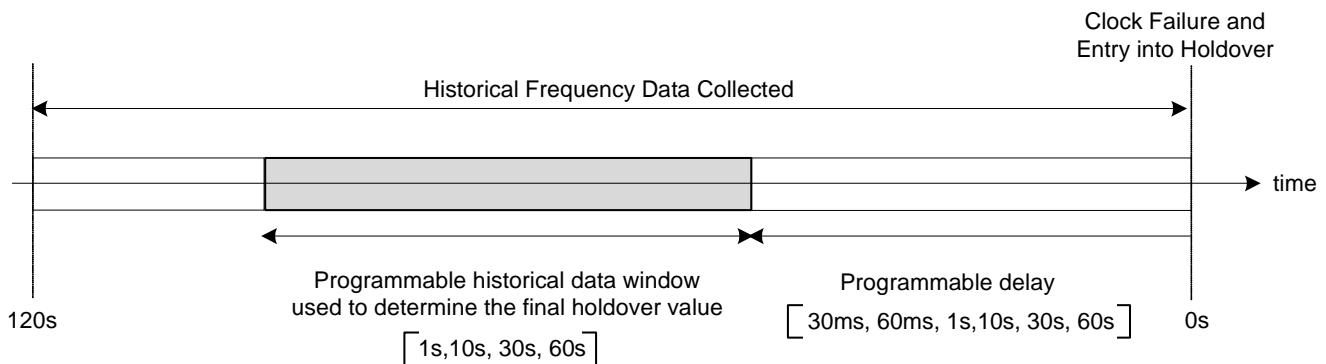 Clock Failure and
Entry into Holdover
Historical Frequency Data Collected
time
Programmable historical data window
used to determine the final holdover value
[ 1s,10s, 30s, 60s ]
Programmable delay
[ 30ms, 60ms, 1s,10s, 30s, 60s ]
120s
0s